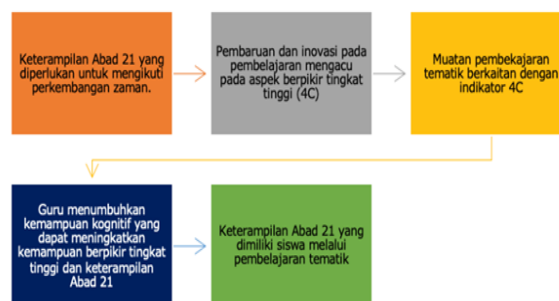 Keterampilan Abad 21 yang
diperlukan untuk mengikuti
perkembangan zaman.
Pembaruan dan inovasi pada
pembelajaran mengacu
pada aspek berpikir tingkat
tinggi (4C)
Muatan pembekajaran
tematik berkaitan dengan
indikator 4C
Guru menumbuhkan
kemampuan kognitif yang
dapat meningkatkan
kemampuan berpikir tingkat
tinggi dan keterampilan
Abad 21
Keterampilan Abad 21 yang
dimiliki siswa melalui
pembelajaran tematik